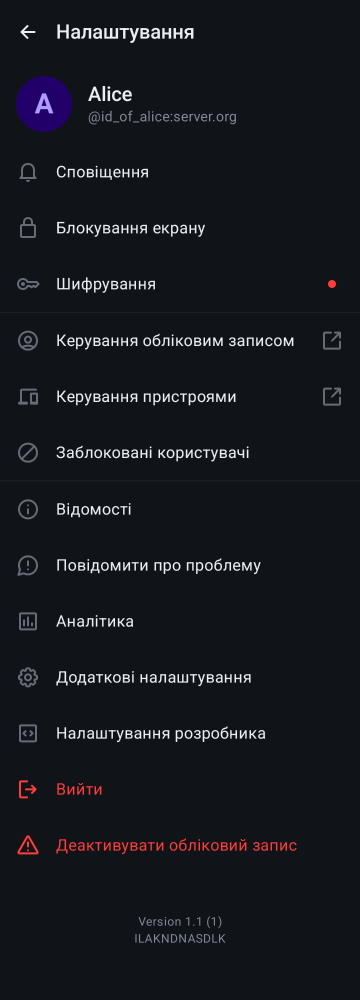 Налаштування
A
Alice
@id_of_alice:server.org
Сповіщення
Блокування екрану
Шифрування
Керування обліковим записом
Керування пристроями
Заблоковані користувачі
Відомості
Повідомити про проблему
Аналітика
Додаткові налаштування
Налаштування розробника
Вийти
Деактивувати обліковий запис
Version 1.1 (1)
ILAKNDNASDLK